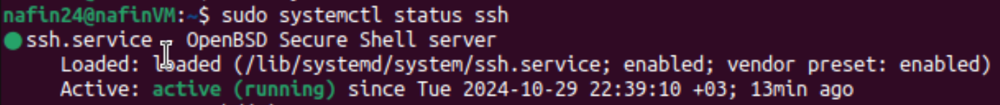 nafin24@nafinVM:~$ sudo systemctl status ssh
ssh.service - OpenBSD Secure Shell server
Loaded: loaded (/lib/systemd/system/ssh.service; enabled; vendor preset: enabled)
Active: active (running) since Tue 2024-10-29 22:39:10 +03; 13min ago